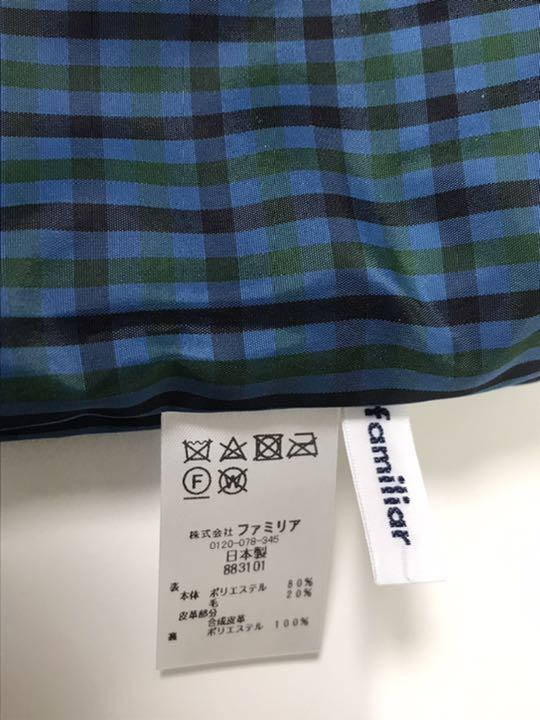 F W
株式会社 ファミリア
0120-078-345
日本製
883101
表
本体 ポリエステル 80%
毛 20%
皮革部分
合成皮革
裏 ポリエステル 100%
familiar